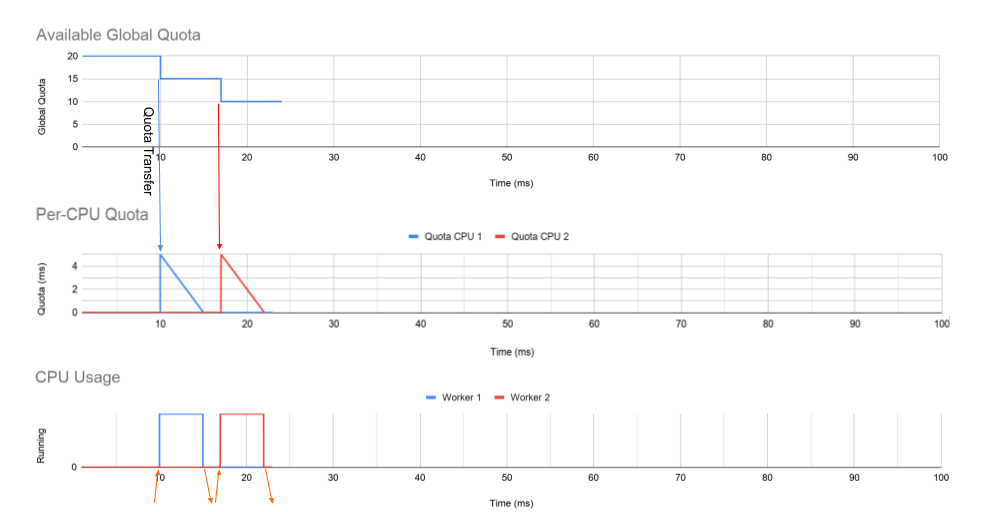 Available Global Quota
20
15
10
5
0
Global Quota
10 20 30 40 50 60 70 80 90 100
Time (ms)
Quota Transfer
Per-CPU Quota
Quota CPU 1 Quota CPU 2
4
2
0
Quota (ms)
10 20 30 40 50 60 70 80 90 100
Time (ms)
CPU Usage
Worker 1 Worker 2
Running
0
10 20 30 40 50 60 70 80 90 100
Time (ms)